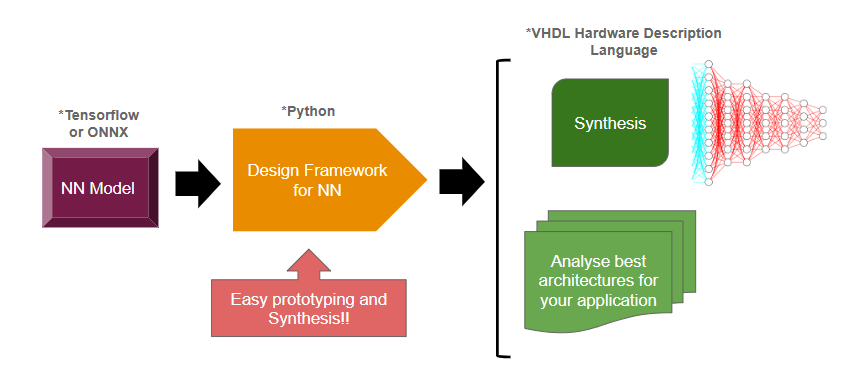 *VHDL Hardware Description
Language
*Tensorflow
or ONNX
*Python
NN Model
Design Framework
for NN
Synthesis
Easy prototyping and
Synthesis!!
Analyse best
architectures for
your application